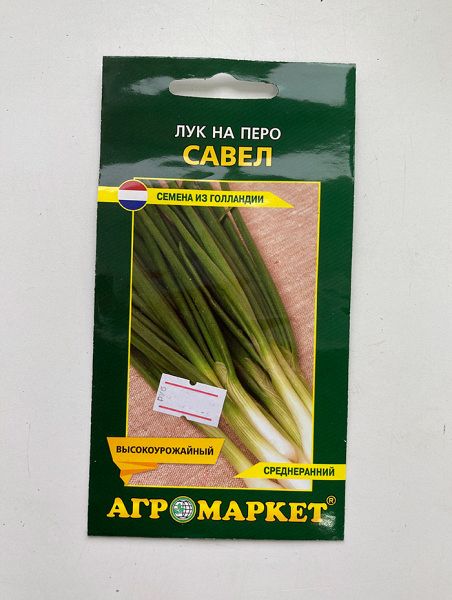 ЛУК НА ПЕРО
САВЕЛ
СЕМЕНА ИЗ ГОЛЛАНДИИ
ВЫСОКОУРОЖАЙНЫЙ
СРЕДНЕРАННИЙ
АГРОМАРКЕТ®